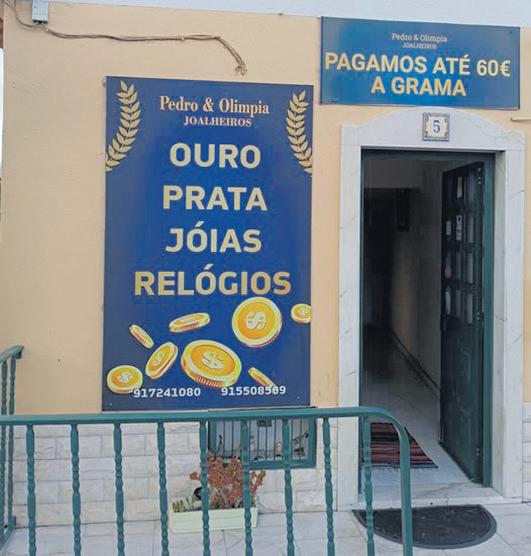 Pedro & Olimpia
JOALHEIROS
PAGAMOS ATÉ 60€
A GRAMA
5
Pedro & Olimpia
JOALHEIROS
OURO
PRATA
JÓIAS
RELÓGIOS
917241080 915508509